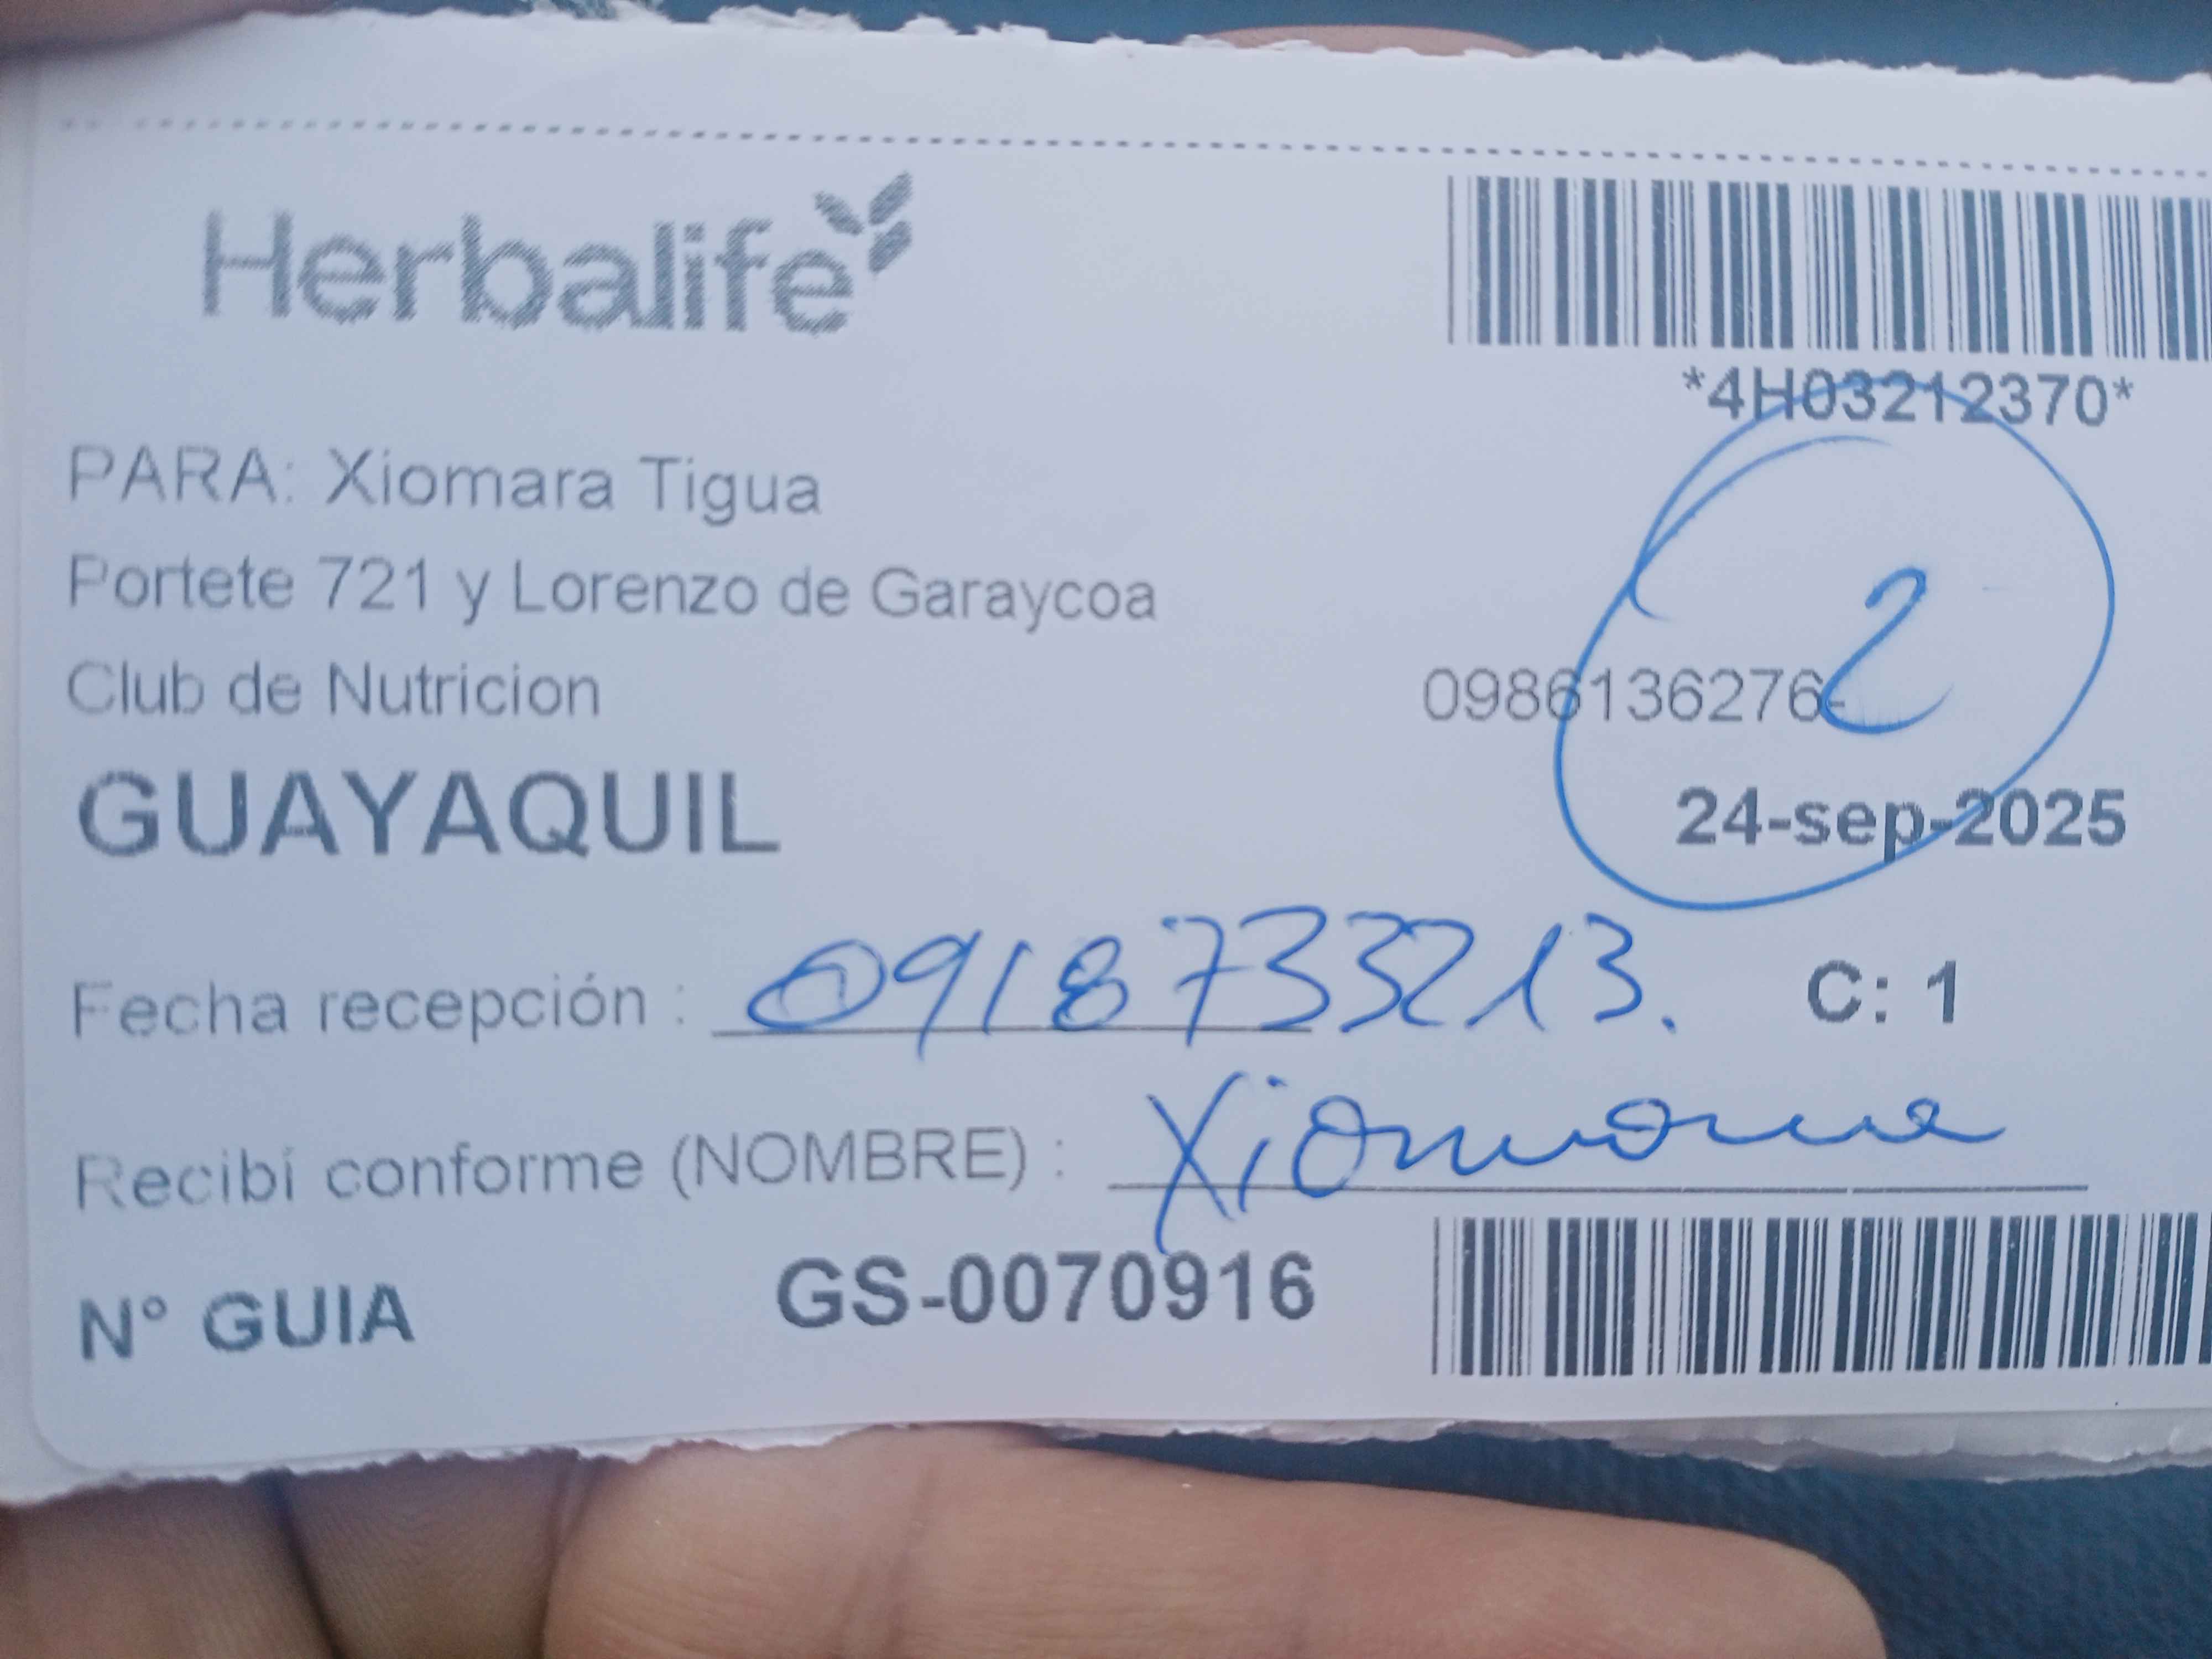 Herbalife
*4H03212370*
PARA: Xiomara Tigua
Portete 721 y Lorenzo de Garaycoa
2
Club de Nutricion 0986136276-
GUAYAQUIL 24-sep-2025
Fecha recepción : 0918733213. C: 1
Recibí conforme (NOMBRE) : Xiomara
N° GUIA GS-0070916